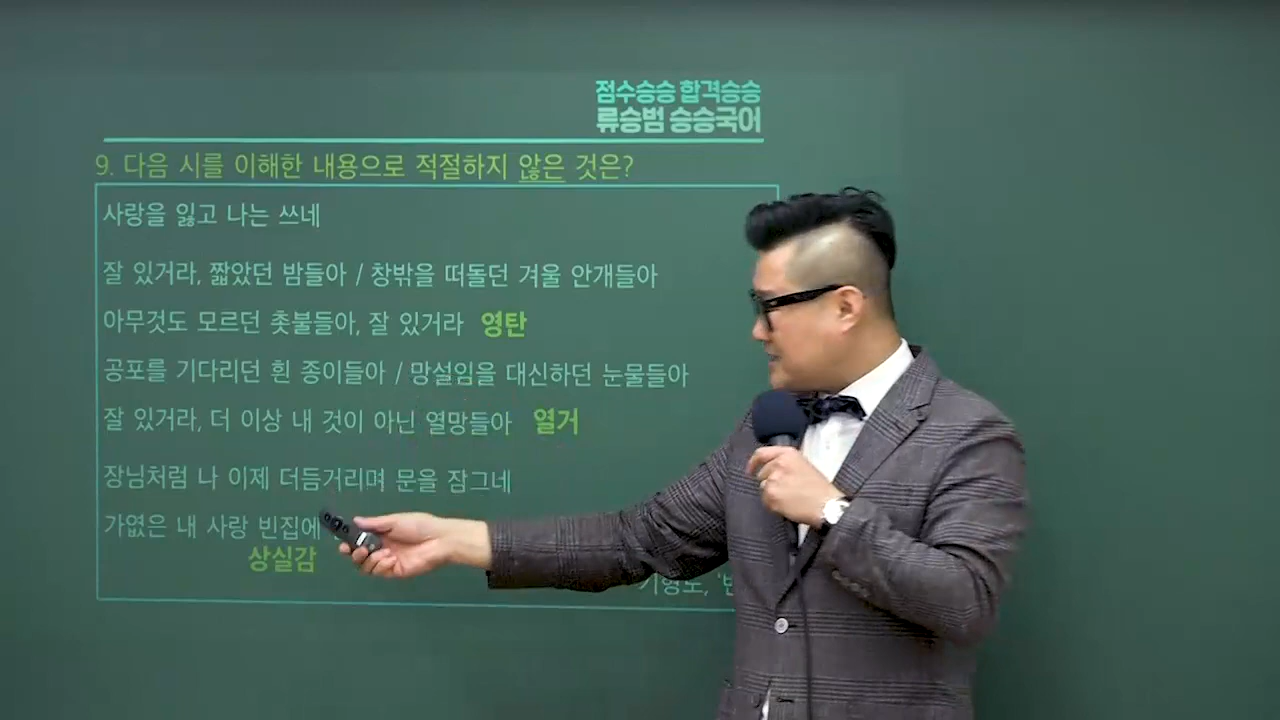 점수승승 합격승승
류승범 승승국어
9. 다음 시를 이해한 내용으로 적절하지 않은 것은?
사랑을 잃고 나는 쓰네
잘 있거라, 짧았던 밤들아 / 창밖을 떠돌던 겨울 안개들아
아무것도 모르던 촛불들아, 잘 있거라 영탄
공포를 기다리던 흰 종이들아 / 망설임을 대신하던 눈물들아
잘 있거라, 더 이상 내 것이 아닌 열망들아 열거
장님처럼 나 이제 더듬거리며 문을 잠그네
가엾은 내 사랑 빈집에
상실감
기형도,